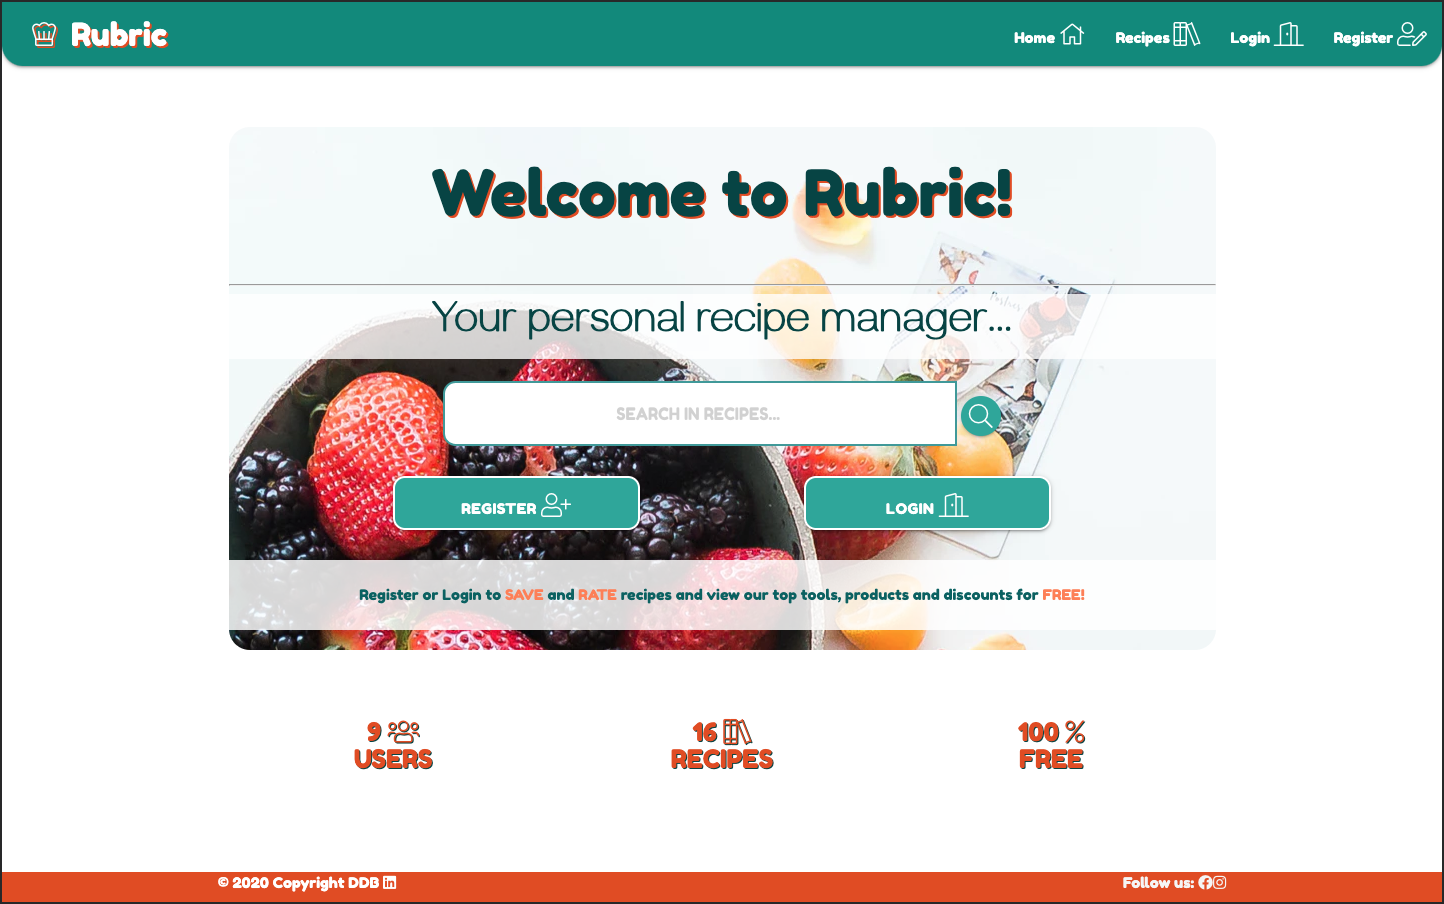 Rubric
Home
Recipes
Login
Register
Welcome to Rubric!
Your personal recipe manager...
SEARCH IN RECIPES...
REGISTER
LOGIN
Register or Login to SAVE and RATE recipes and view our top tools, products and discounts for FREE!
9
USERS
16
RECIPES
100 %
FREE
© 2020 Copyright DDB
Follow us: